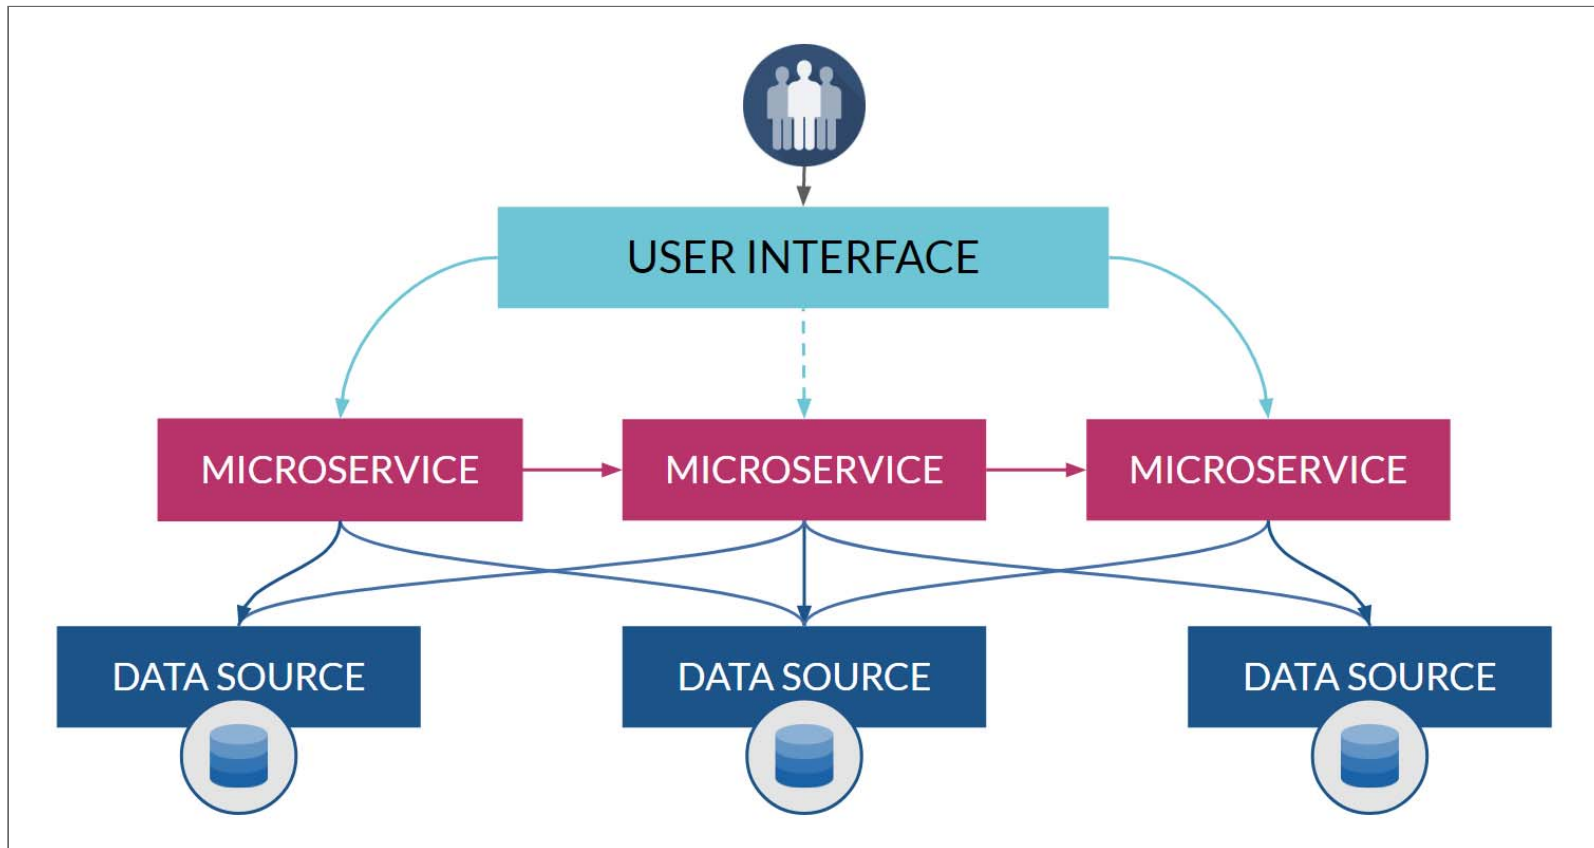 USER INTERFACE
MICROSERVICE
MICROSERVICE
MICROSERVICE
DATA SOURCE
DATA SOURCE
DATA SOURCE